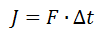 J = F · Δt